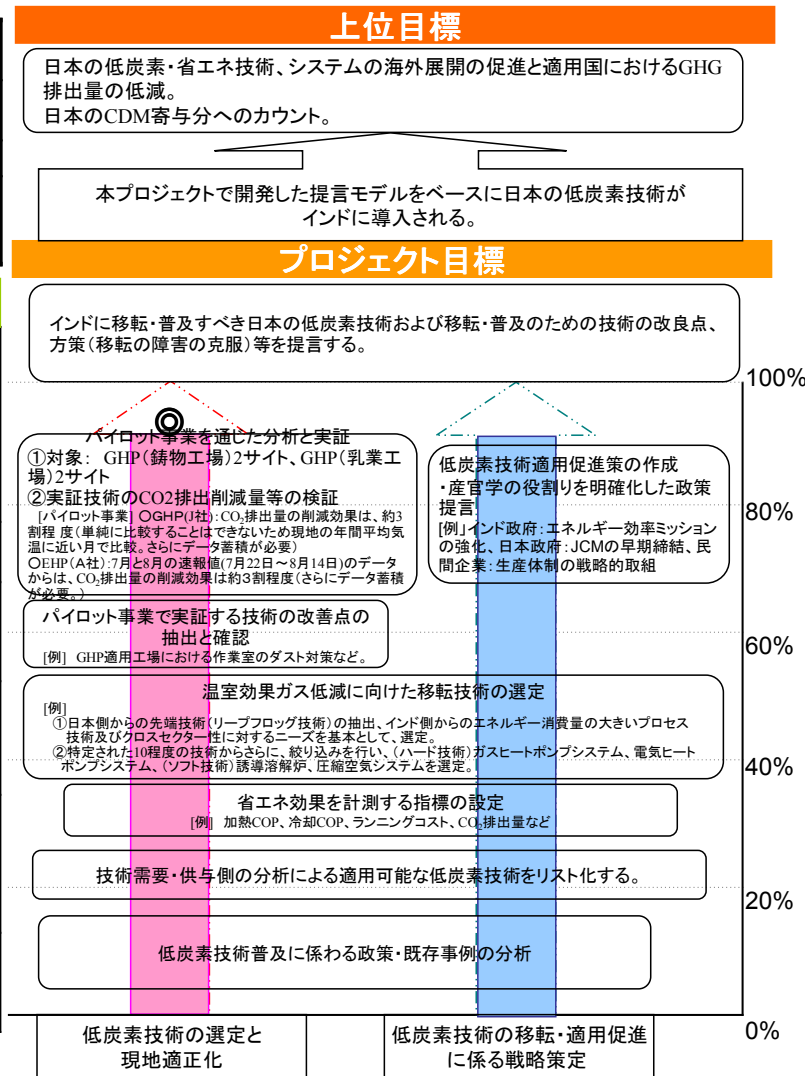 上位目標
日本の低炭素・省エネ技術、システムの海外展開の促進と適用国におけるGHG
排出量の低減。
日本のCDM寄与分へのカウント。
本プロジェクトで開発した提言モデルをベースに日本の低炭素技術が
インドに導入される。
プロジェクト目標
インドに移転・普及すべき日本の低炭素技術および移転・普及のための技術の改良点、
方策（移転の障害の克服）等を提言する。
100%
◎
パイロット事業を通じた分析と実証
①対象： GHP（鋳物工場）2サイト、GHP（乳業工
場）2サイト
②実証技術のCO2排出削減量等の検証
[パイロット事業] 〇GHP(J社)：CO₂排出量の削減効果は、約3
割程 度（単純に比較することはできないため現地の年間平均気
温に近い月で比較。さらにデータ蓄積が必要）
〇EHP（A社）：7月と8月の速報値(7月22日～8月14日)のデータ
からは、CO₂排出量の削減効果は約３割程度（さらにデータ蓄積
が必要。）
低炭素技術適用促進策の作成
・産官学の役割りを明確化した政策
提言
[例」インド政府：エネルギー効率ミッション
の強化、日本政府：JCMの早期締結、民
間企業：生産体制の戦略的取組
80%
パイロット事業で実証する技術の改善点の
抽出と確認
[例] GHP適用工場における作業室のダスト対策など。
60%
温室効果ガス低減に向けた移転技術の選定
[例]
①日本側からの先端技術（リープフロッグ技術）の抽出、インド側からのエネルギー消費量の大きいプロセス
技術及びクロスセクター性に対するニーズを基本として、選定。
②特定された10程度の技術からさらに、絞り込みを行い、（ハード技術）ガスヒートポンプシステム、電気ヒート
ポンプシステム、（ソフト技術）誘導溶解炉、圧縮空気システムを選定。
40%
省エネ効果を計測する指標の設定
[例] 加熱COP、冷却COP、ランニングコスト、CO₂排出量など
技術需要・供与側の分析による適用可能な低炭素技術をリスト化する。
20%
低炭素技術普及に係わる政策・既存事例の分析
0%
低炭素技術の選定と
現地適正化
低炭素技術の移転・適用促進
に係る戦略策定